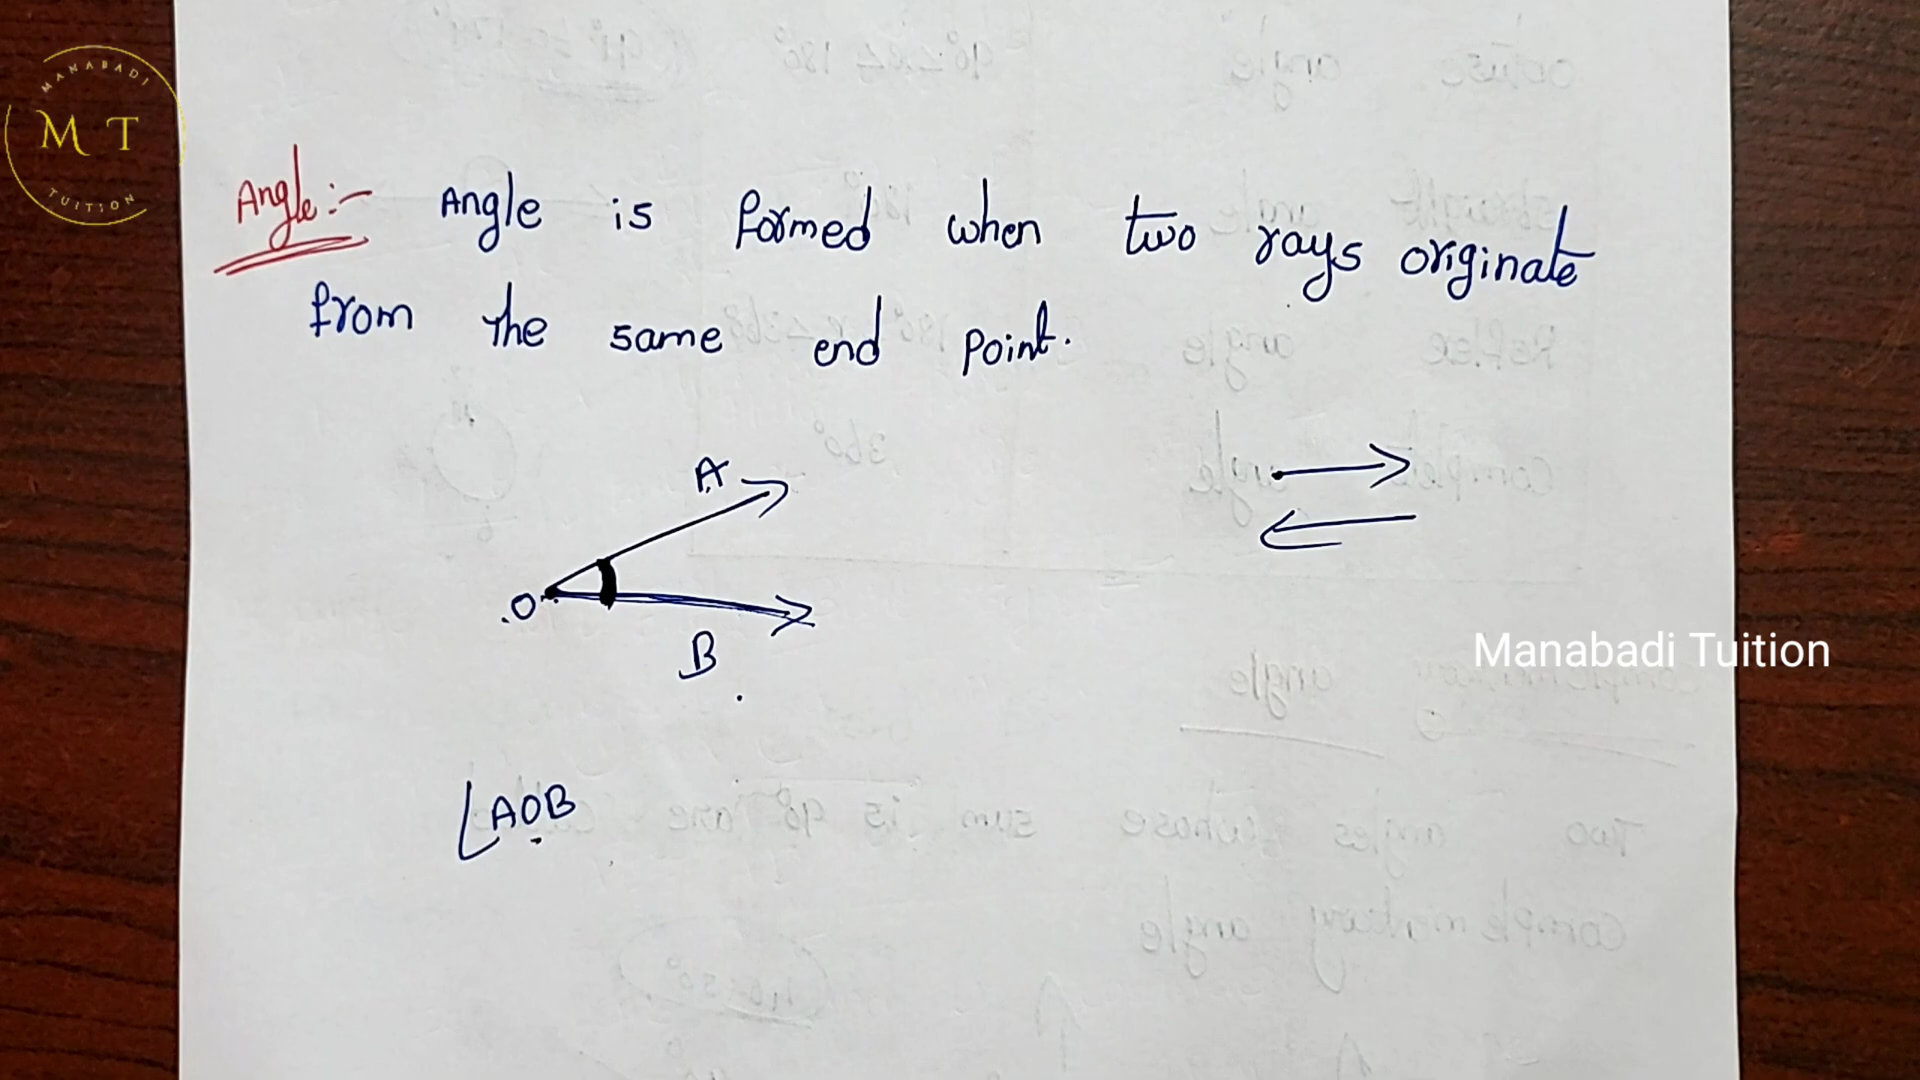 MANABADI
M T
TUITION
Angle:- Angle is formed when two rays originate
from the same end point.
A
O
B
Manabadi Tuition
∠AOB